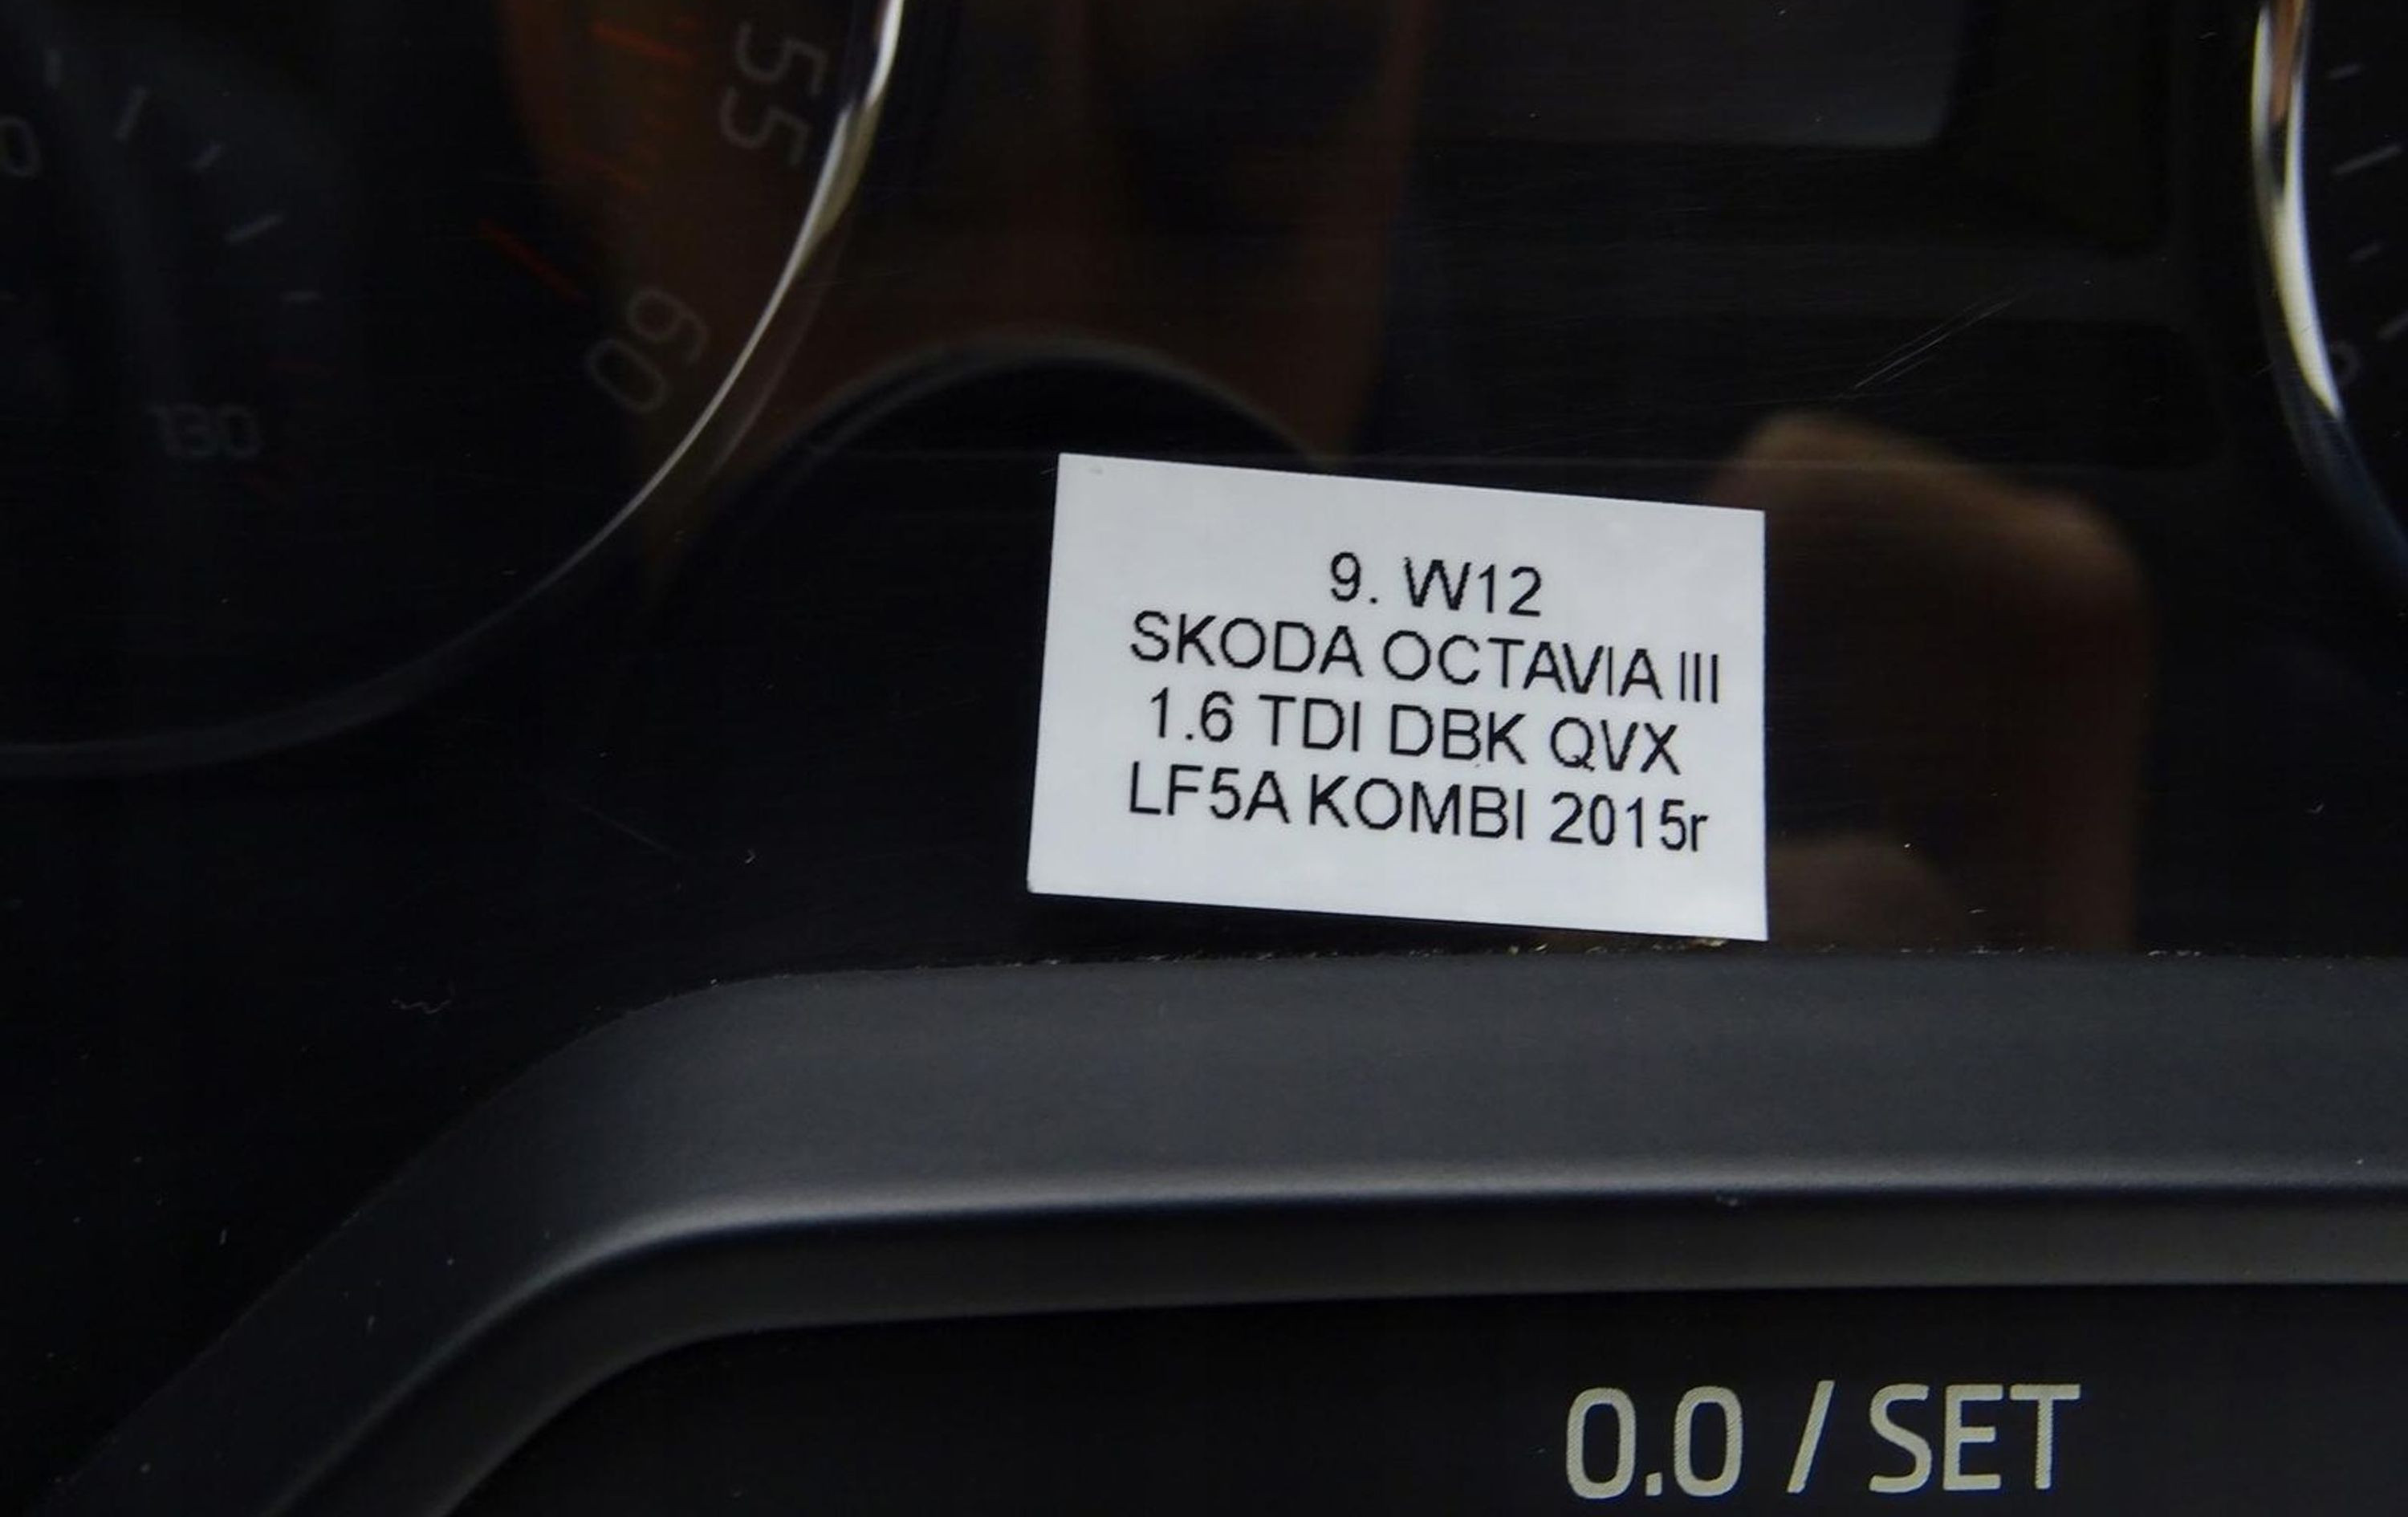 55
60
130
9. W12
SKODA OCTAVIA III
1.6 TDI DBK QVX
LF5A KOMBI 2015r
0.0 / SET